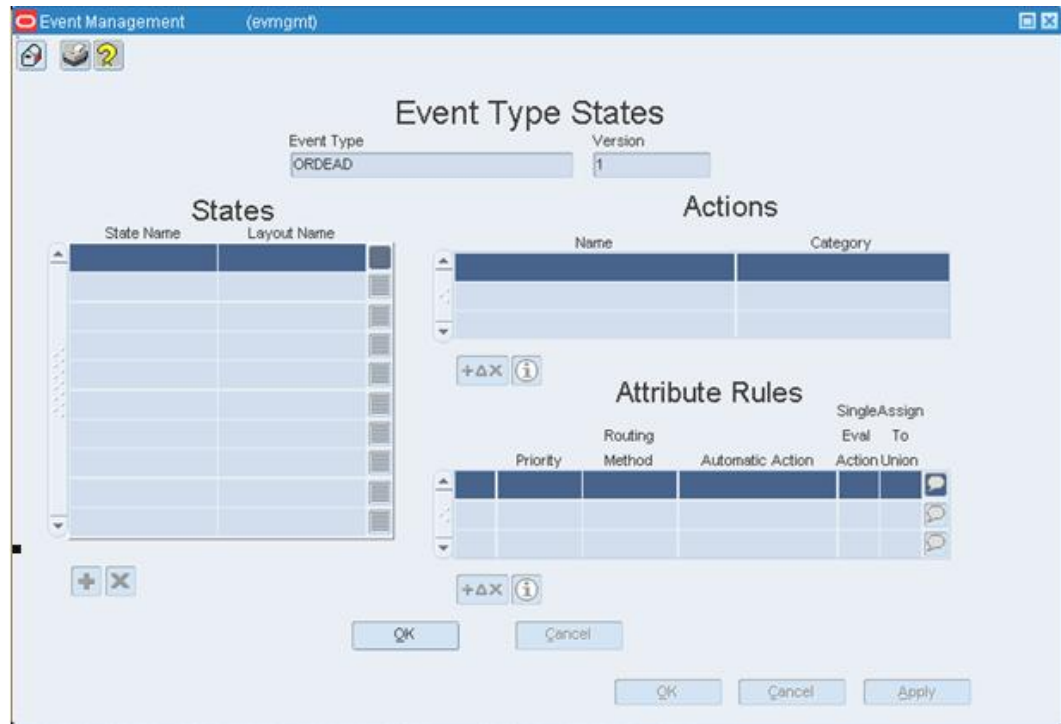 Event Management (evmgmt)
Event Type States
Event Type Version
ORDEAD 1
States
State Name Layout Name
Actions
Name Category
Attribute Rules
Single Assign
Routing Eval To
Priority Method Automatic Action Action Union
OK Cancel
OK Cancel Apply